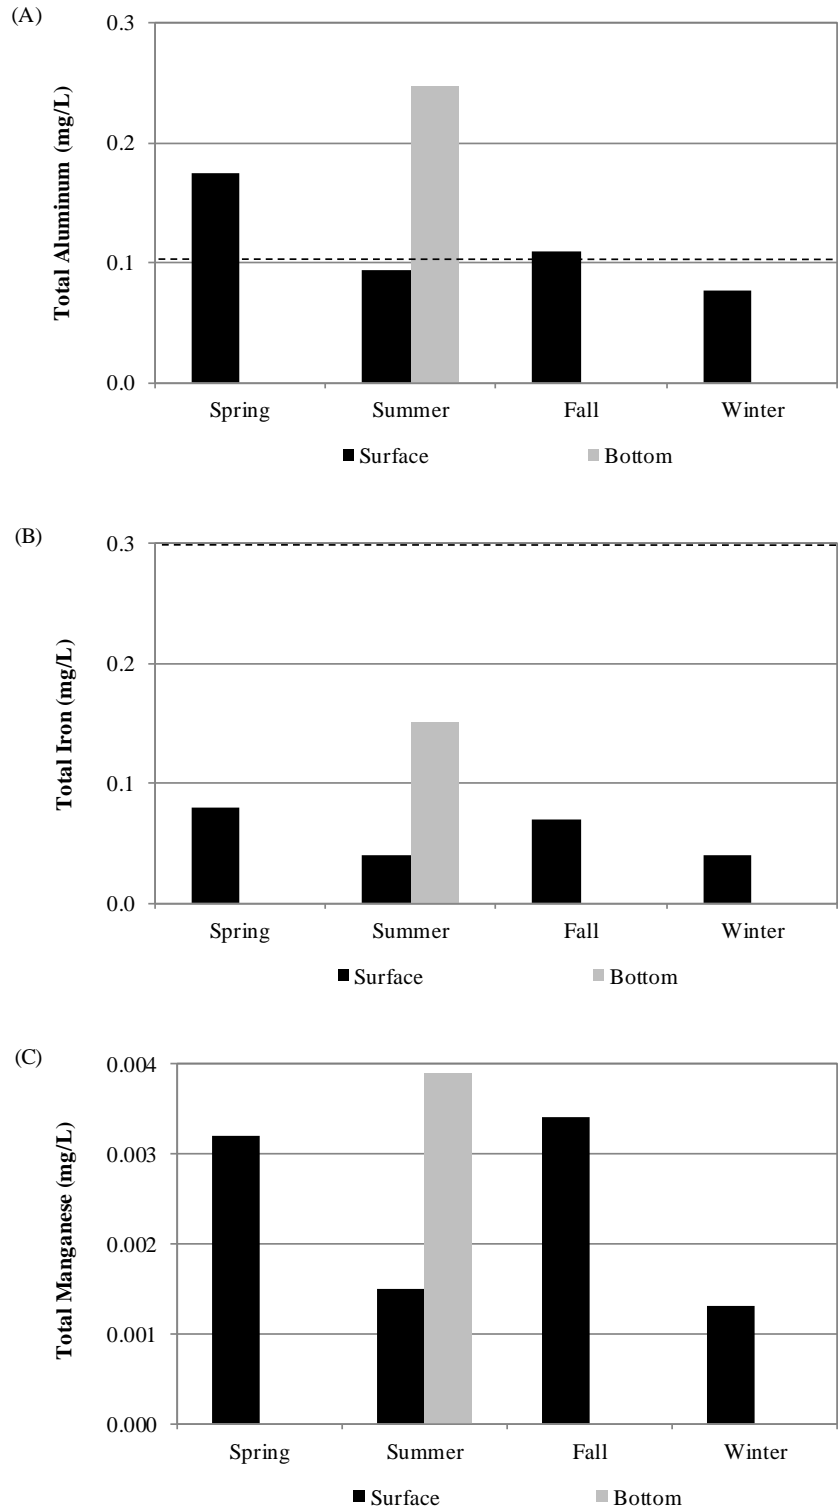 (A)
Total Aluminum (mg/L)
0.3
0.2
0.1
0.0
Spring Summer Fall Winter
Surface Bottom
(B)
Total Iron (mg/L)
0.3
0.2
0.1
0.0
Spring Summer Fall Winter
Surface Bottom
(C)
Total Manganese (mg/L)
0.004
0.003
0.002
0.001
0.000
Spring Summer Fall Winter
Surface Bottom